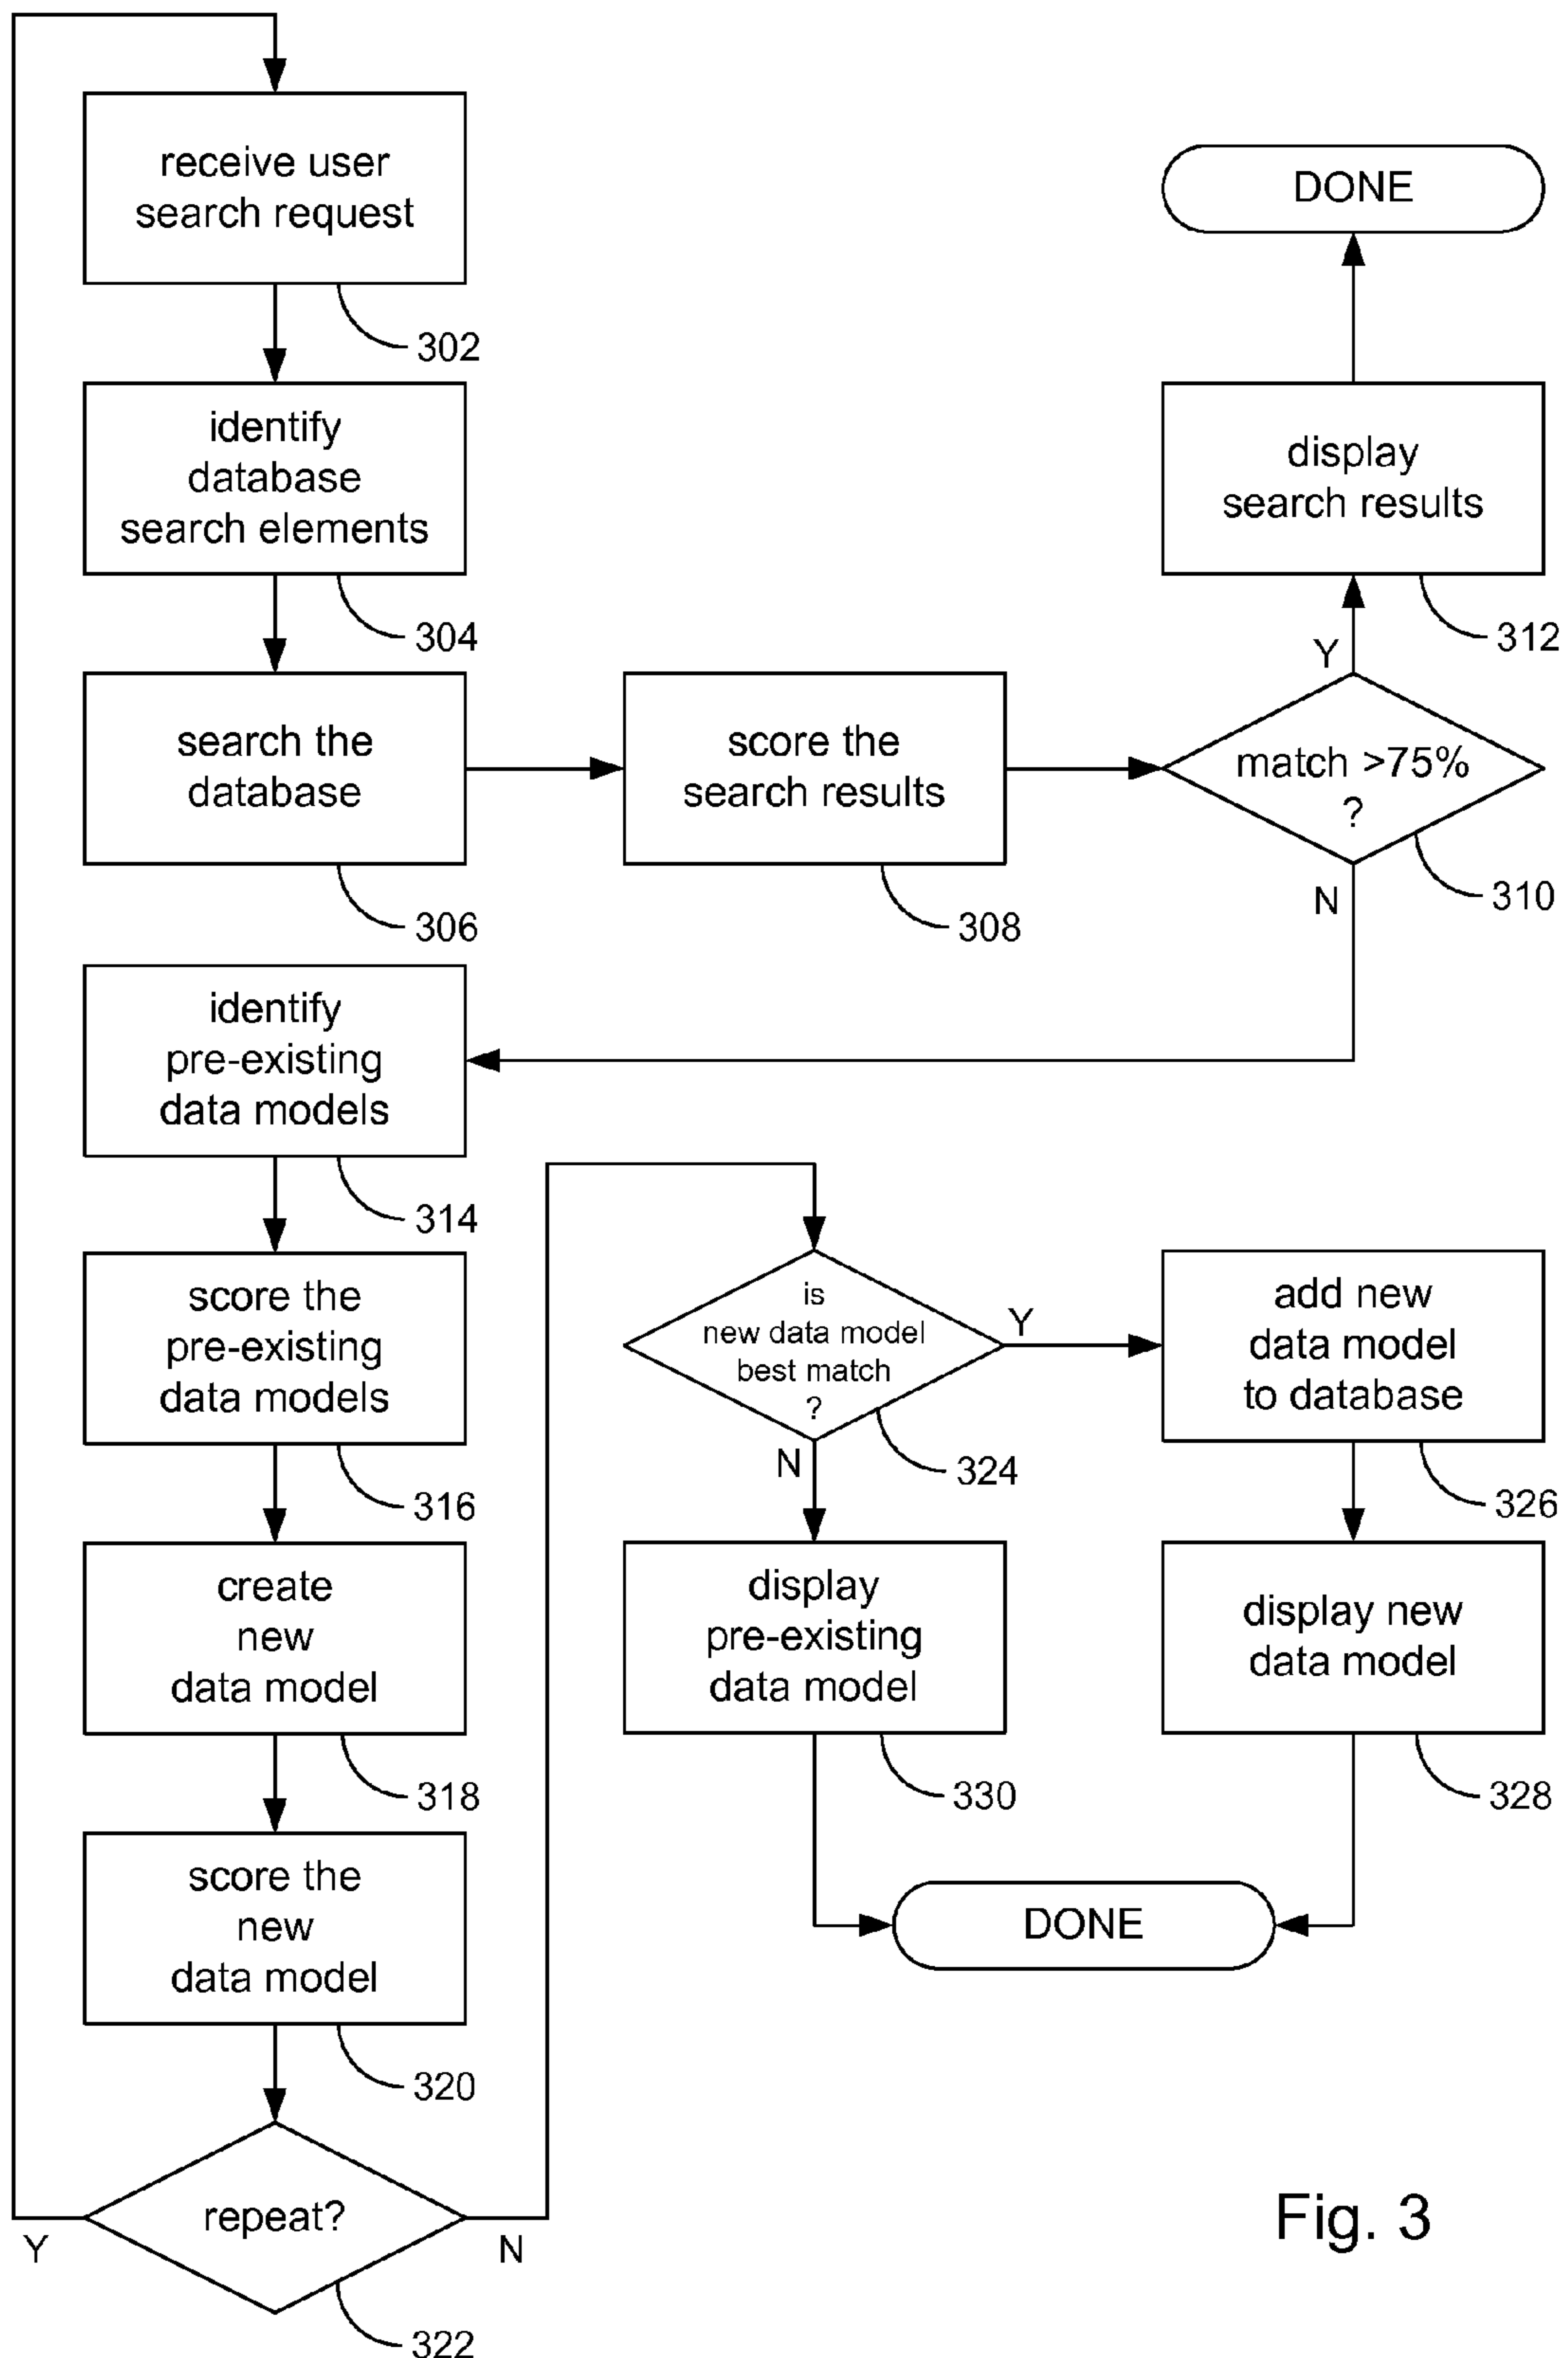 receive user
search request
302
identify
database
search elements
304
search the
database
306
score the
search results
308
match >75%
?
310
Y
N
display
search results
312
DONE
identify
pre-existing
data models
314
score the
pre-existing
data models
316
create
new
data model
318
score the
new
data model
320
repeat?
Y
N
322
is
new data model
best match
?
Y
N
324
add new
data model
to database
326
display new
data model
328
display
pre-existing
data model
330
DONE
Fig. 3